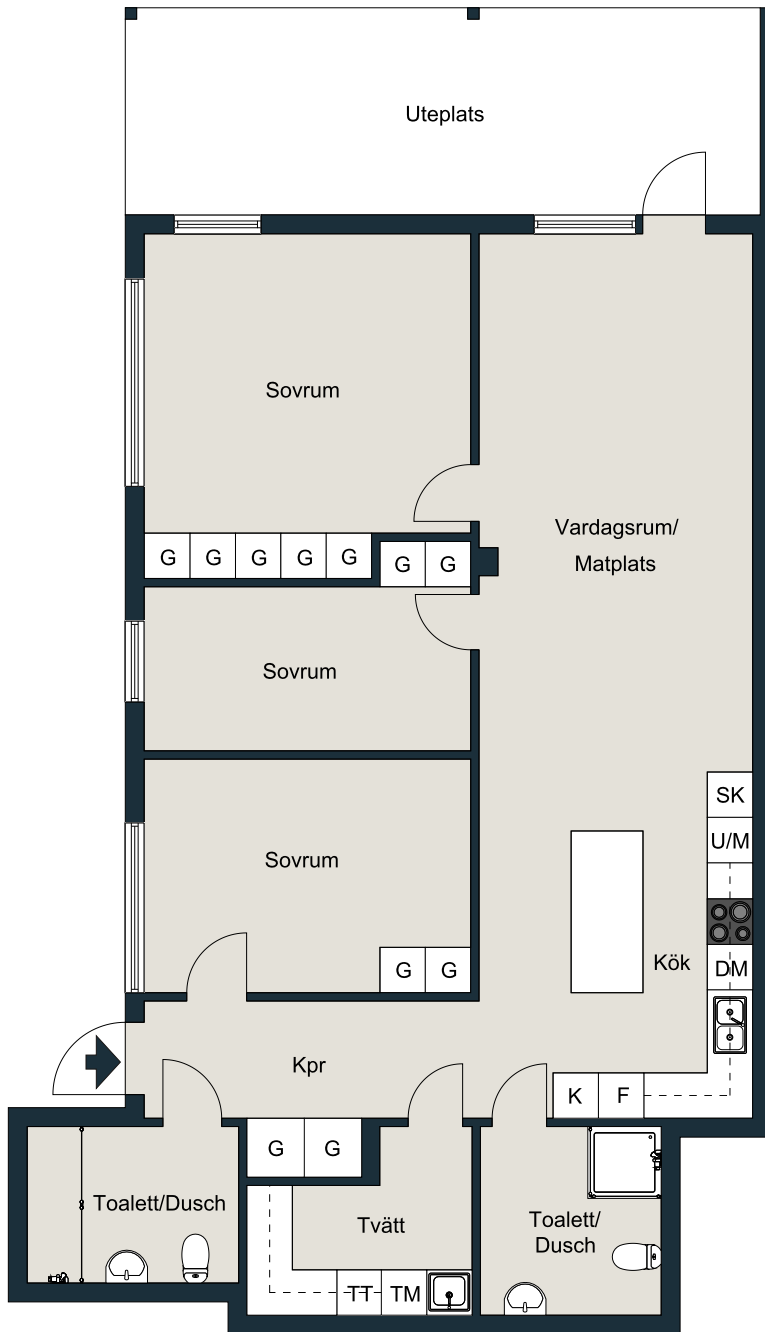 Uteplats
Sovrum
Vardagsrum/
Matplats
G G G G G G G
Sovrum
SK
U/M
Sovrum
Kök
DM
G G
Kpr
K F
G G
Toalett/Dusch
Tvätt
Toalett/
Dusch
TT TM